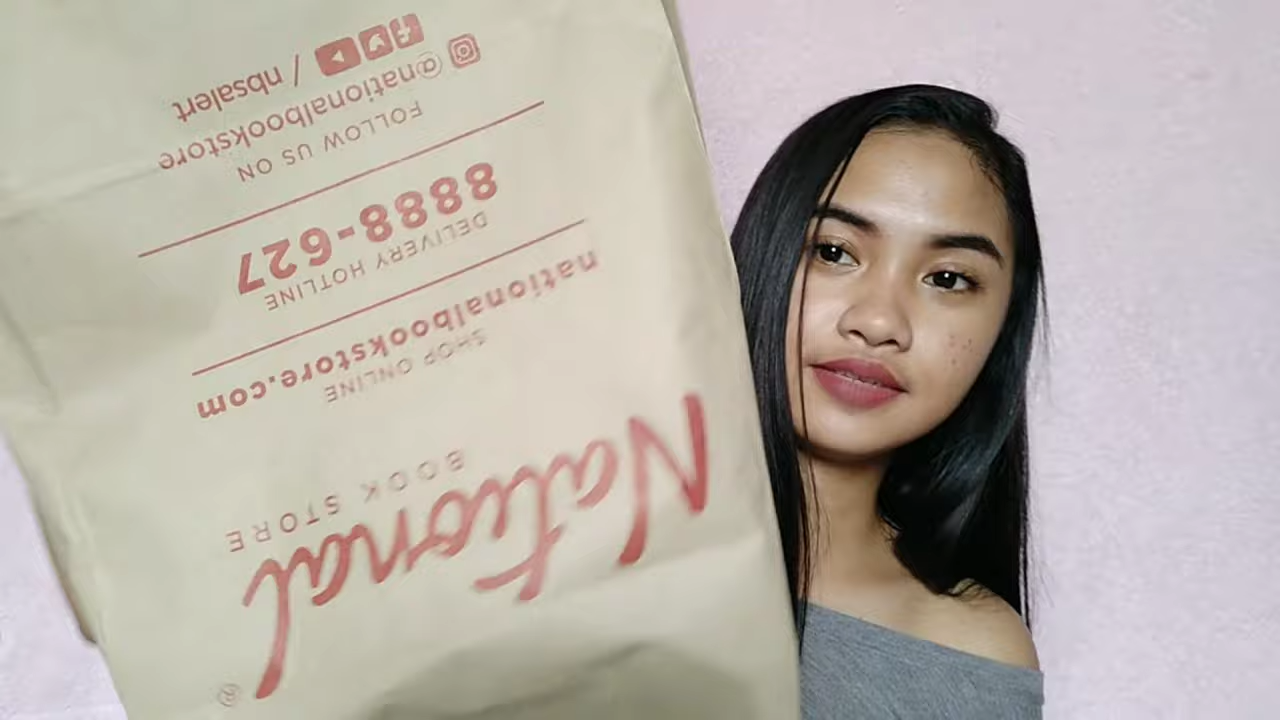 National®
BOOK STORE
SHOP ONLINE
nationalbookstore.com
DELIVERY HOTLINE
8888-627
FOLLOW US ON
@nationalbookstore
/ nbsalert